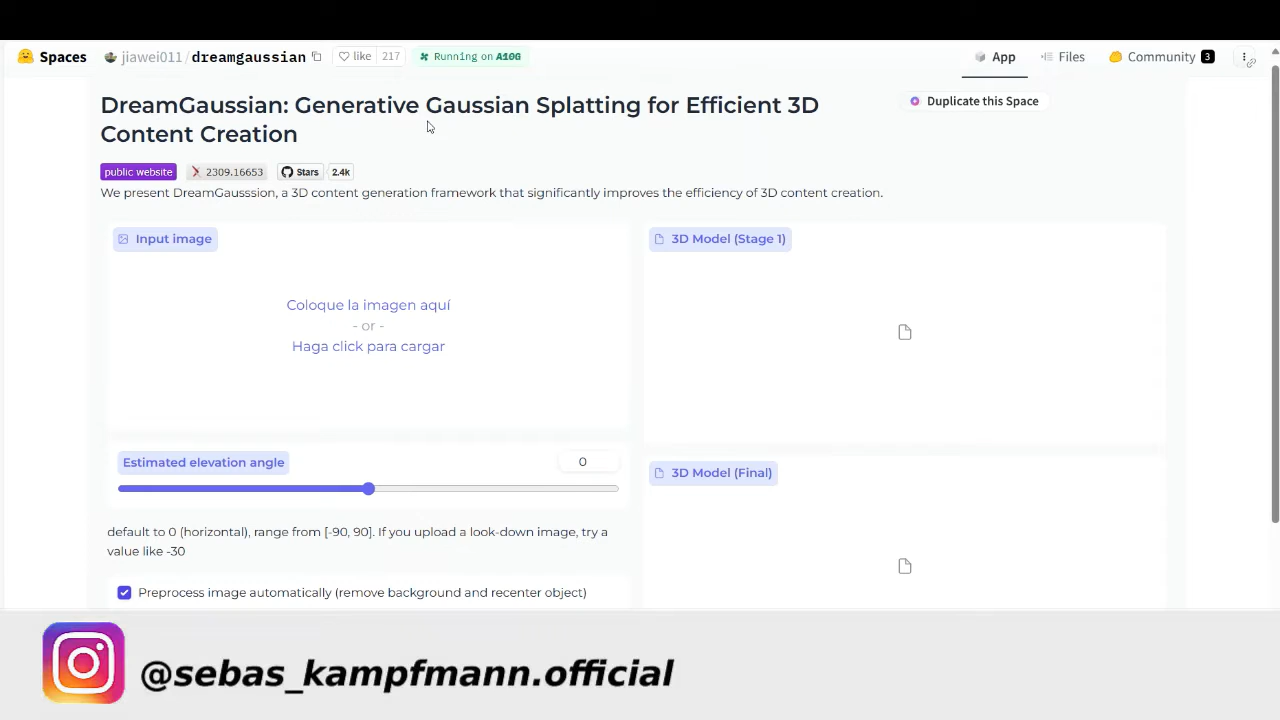 Spaces jiawei011/dreamgaussian like 217 Running on A10G App Files Community 3
DreamGaussian: Generative Gaussian Splatting for Efficient 3D
Content Creation
Duplicate this Space
public website 2309.16653 Stars 2.4k
We present DreamGausssion, a 3D content generation framework that significantly improves the efficiency of 3D content creation.
Input image
Coloque la imagen aquí
- or -
Haga click para cargar
Estimated elevation angle 0
default to 0 (horizontal), range from [-90, 90]. If you upload a look-down image, try a
value like -30
Preprocess image automatically (remove background and recenter object)
3D Model (Stage 1)
3D Model (Final)
@sebas_kampfmann.official